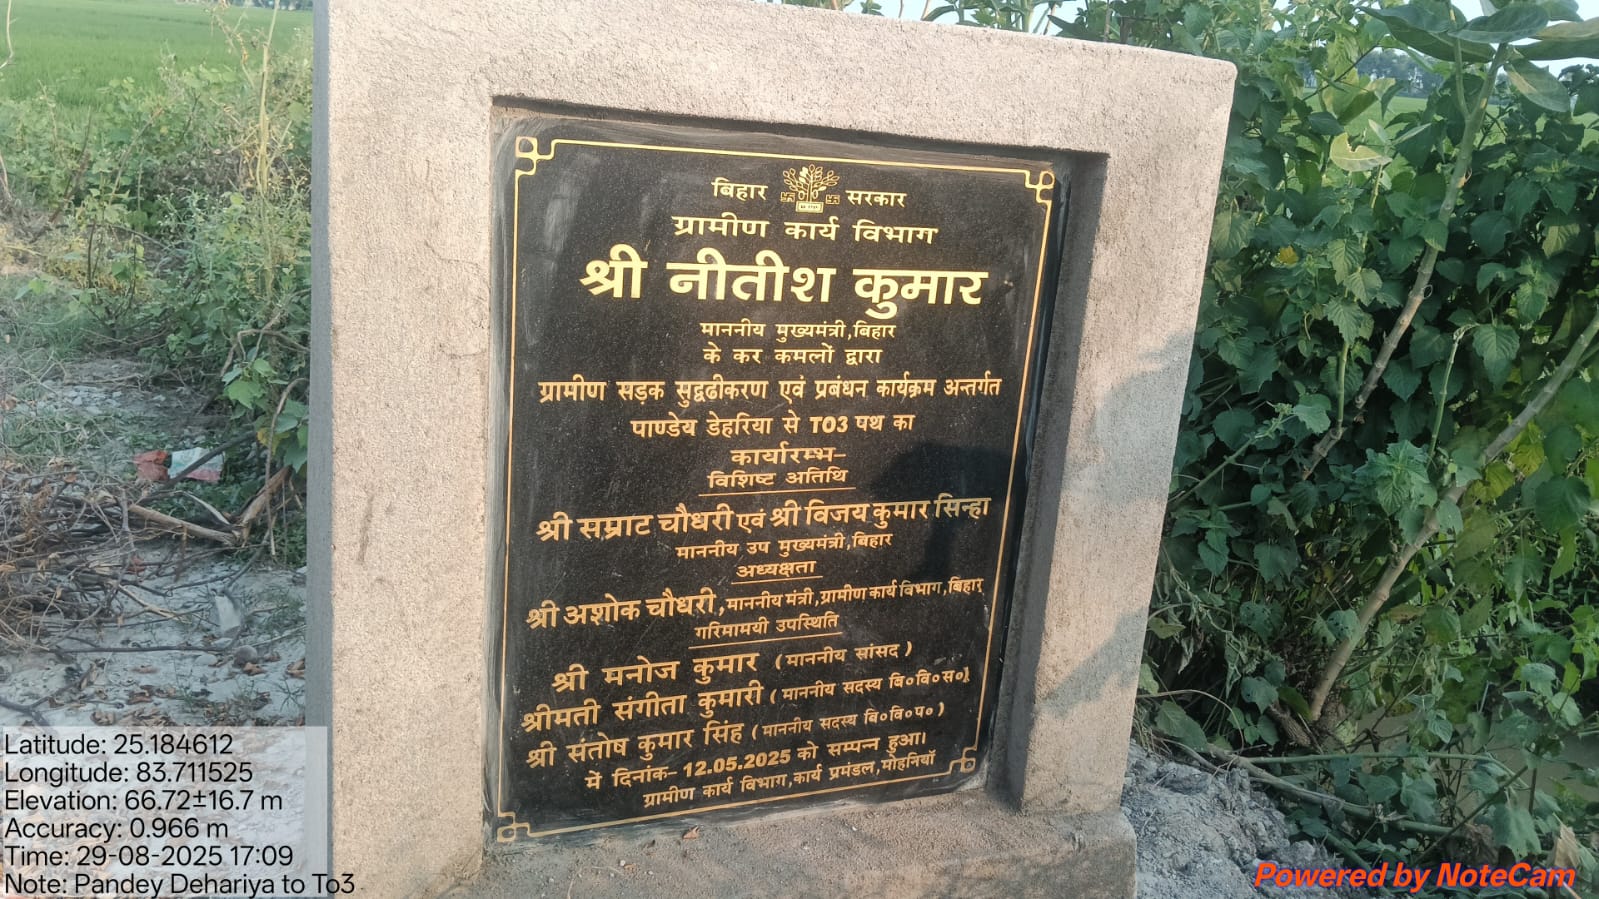 बिहार सरकार
ग्रामीण कार्य विभाग
श्री नीतीश कुमार
माननीय मुख्यमंत्री,बिहार
के कर कमलों द्वारा
ग्रामीण सड़क सुद्वढीकरण एवं प्रबंधन कार्यक्रम अन्तर्गत
पाण्डेय डेहरिया से T03 पथ का
कार्यारम्भ–
विशिष्ट अतिथि
श्री सम्राट चौधरी एवं श्री विजय कुमार सिन्हा
माननीय उप मुख्यमंत्री,बिहार
अध्यक्षता
श्री अशोक चौधरी,माननीय मंत्री,ग्रामीण कार्य विभाग,बिहार
गरिमामयी उपस्थिति
श्री मनोज कुमार (माननीय सांसद)
श्रीमती संगीता कुमारी (माननीय सदस्य वि०वि०स०)
श्री संतोष कुमार सिंह (माननीय सदस्य बि०वि०प०)
में दिनांक– 12.05.2025 को सम्पन्न हुआ।
ग्रामीण कार्य विभाग,कार्य प्रमंडल,मोहनियाँ
Latitude: 25.184612
Longitude: 83.711525
Elevation: 66.72±16.7 m
Accuracy: 0.966 m
Time: 29-08-2025 17:09
Note: Pandey Dehariya to To3
Powered by NoteCam